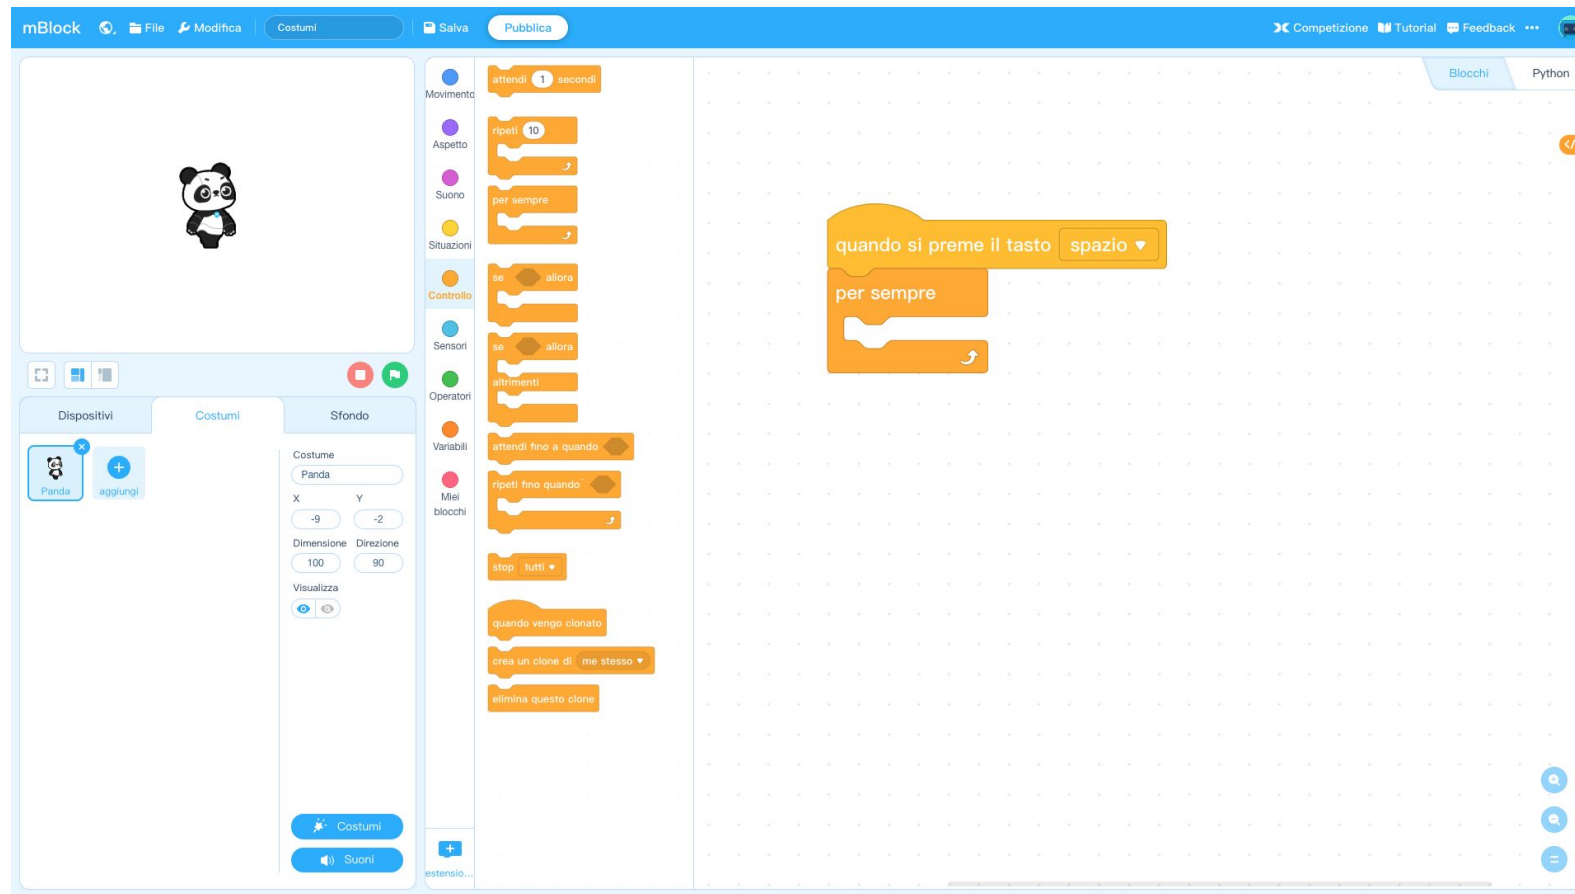 mBlock File Modifica Costumi Salva Pubblica Competizione Tutorial Feedback
Blocchi Python
Movimento
Aspetto
Suono
Situazioni
Controllo
Sensori
Operatori
Variabili
Miei
blocchi
estensio...
attendi 1 secondi
ripeti 10
per sempre
se allora
se allora
altrimenti
attendi fino a quando
ripeti fino quando
stop tutti
quando vengo clonato
crea un clone di me stesso
elimina questo clone
quando si preme il tasto spazio
per sempre
Dispositivi Costumi Sfondo
Panda aggiungi
Costume
Panda
X Y
-9 -2
Dimensione Direzione
100 90
Visualizza
Costumi
Suoni